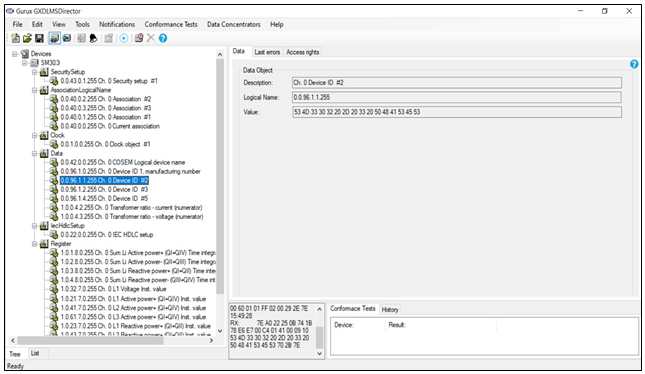 Gurux GXDLMSDirector
File Edit View Tools Notifications Conformance Tests Data Concentrators Help
Devices
SM303
SecuritySetup
0.0.43.0.1.255 Ch. 0 Security setup #1
AssociationLogicalName
0.0.40.0.2.255 Ch. 0 Association #2
0.0.40.0.3.255 Ch. 0 Association #3
0.0.40.0.1.255 Ch. 0 Association #1
0.0.40.0.0.255 Ch. 0 Current association
Clock
0.0.1.0.0.255 Ch. 0 Clock object #1
Data
0.0.42.0.0.255 Ch. 0 COSEM Logical device name
0.0.96.1.0.255 Ch. 0 Device ID 1, manufacturing number
0.0.96.1.1.255 Ch. 0 Device ID #2
0.0.96.1.2.255 Ch. 0 Device ID #3
0.0.96.1.4.255 Ch. 0 Device ID #5
1.0.0.4.2.255 Ch. 0 Transformer ratio - current (numerator)
1.0.0.4.3.255 Ch. 0 Transformer ratio - voltage (numerator)
IecHdlcSetup
0.0.22.0.0.255 Ch. 0 IEC HDLC setup
Register
1.0.1.8.0.255 Ch. 0 Sum Li Active power+ (QI+QIV) Time integr
1.0.2.8.0.255 Ch. 0 Sum Li Active power- (QII+QIII) Time integ
1.0.3.8.0.255 Ch. 0 Sum Li Reactive power+ (QI+QII) Time inte
1.0.4.8.0.255 Ch. 0 Sum Li Reactive power- (QIII+QIV) Time int
1.0.32.7.0.255 Ch. 0 L1 Voltage Inst. value
1.0.21.7.0.255 Ch. 0 L1 Active power+ (QI+QIV) Inst. value
1.0.41.7.0.255 Ch. 0 L2 Active power+ (QI+QIV) Inst. value
1.0.61.7.0.255 Ch. 0 L3 Active power+ (QI+QIV) Inst. value
1.0.23.7.0.255 Ch. 0 L1 Reactive power+ (QI+QII) Inst. value
1.0.43.7.0.255 Ch. 0 L2 Reactive power+ (QI+QII) Inst. value
Tree List
Ready
Data Last errors Access rights
Data Object
Description: Ch. 0 Device ID #2
Logical Name: 0.0.96.1.1.255
Value: 53 4D 33 30 32 20 2D 20 33 20 50 48 41 53 45 53
00 60 01 01 FF 02 00 29 2E 7E
15:49:28
RX: 7E A0 22 25 0B 74 1B
78 E6 E7 00 C4 01 41 00 09 10
53 4D 33 30 32 20 2D 20 33 20
50 48 41 53 45 53 70 2B 7E
Conformace Tests History
Device: Result: